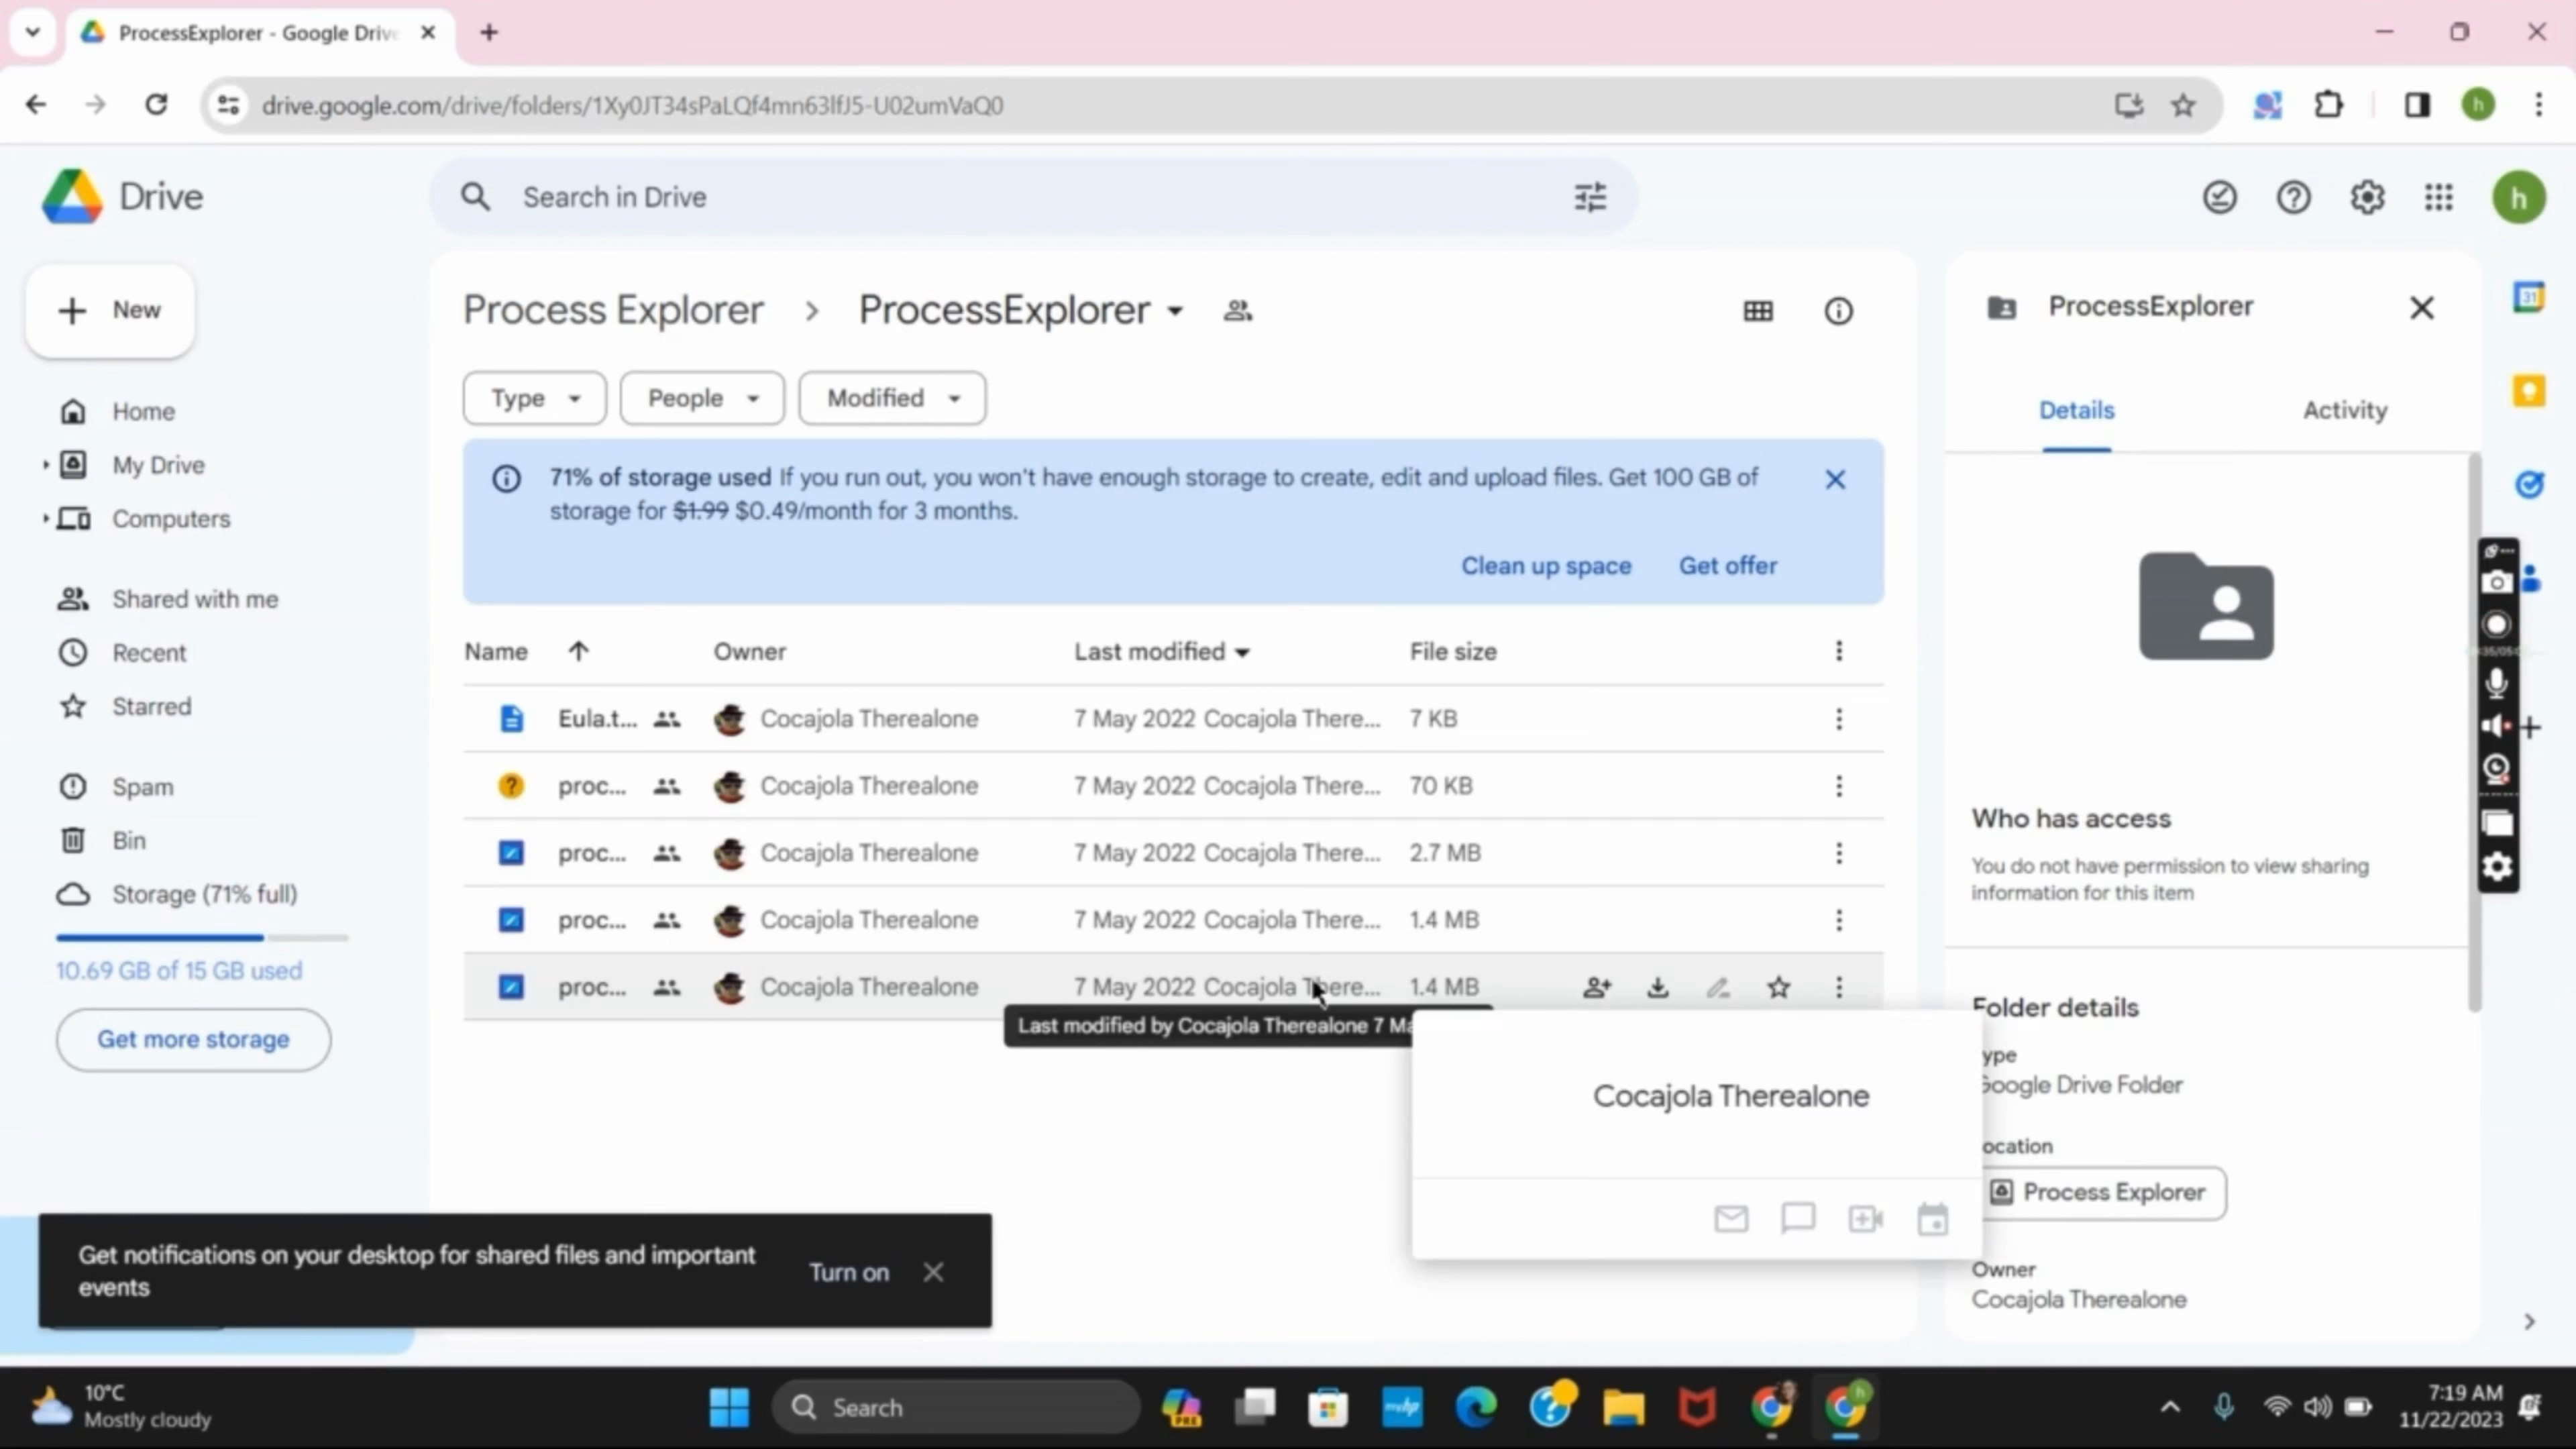 ProcessExplorer - Google Drive
drive.google.com/drive/folders/1Xy0JT34sPaLQf4mn63lfJ5-U02umVaQ0
h
Drive
Search in Drive
h
New
Process Explorer > ProcessExplorer
ProcessExplorer
31
Type
People
Modified
Details
Activity
Home
My Drive
Computers
71% of storage used If you run out, you won't have enough storage to create, edit and upload files. Get 100 GB of
storage for $1.99 $0.49/month for 3 months.
Clean up space
Get offer
Shared with me
Recent
Starred
Name
Owner
Last modified
File size
Eula.t...
Cocajola Therealone
7 May 2022 Cocajola There...
7 KB
proc...
Cocajola Therealone
7 May 2022 Cocajola There...
70 KB
proc...
Cocajola Therealone
7 May 2022 Cocajola There...
2.7 MB
proc...
Cocajola Therealone
7 May 2022 Cocajola There...
1.4 MB
proc...
Cocajola Therealone
7 May 2022 Cocajola There...
1.4 MB
Spam
Bin
Storage (71% full)
10.69 GB of 15 GB used
Get more storage
Who has access
You do not have permission to view sharing
information for this item
Folder details
ype
Google Drive Folder
ocation
Process Explorer
Owner
Cocajola Therealone
Last modified by Cocajola Therealone 7 Ma
Cocajola Therealone
Get notifications on your desktop for shared files and important
events
Turn on
10°C
Mostly cloudy
Search
PRE
myhp
h
7:19 AM
11/22/2023